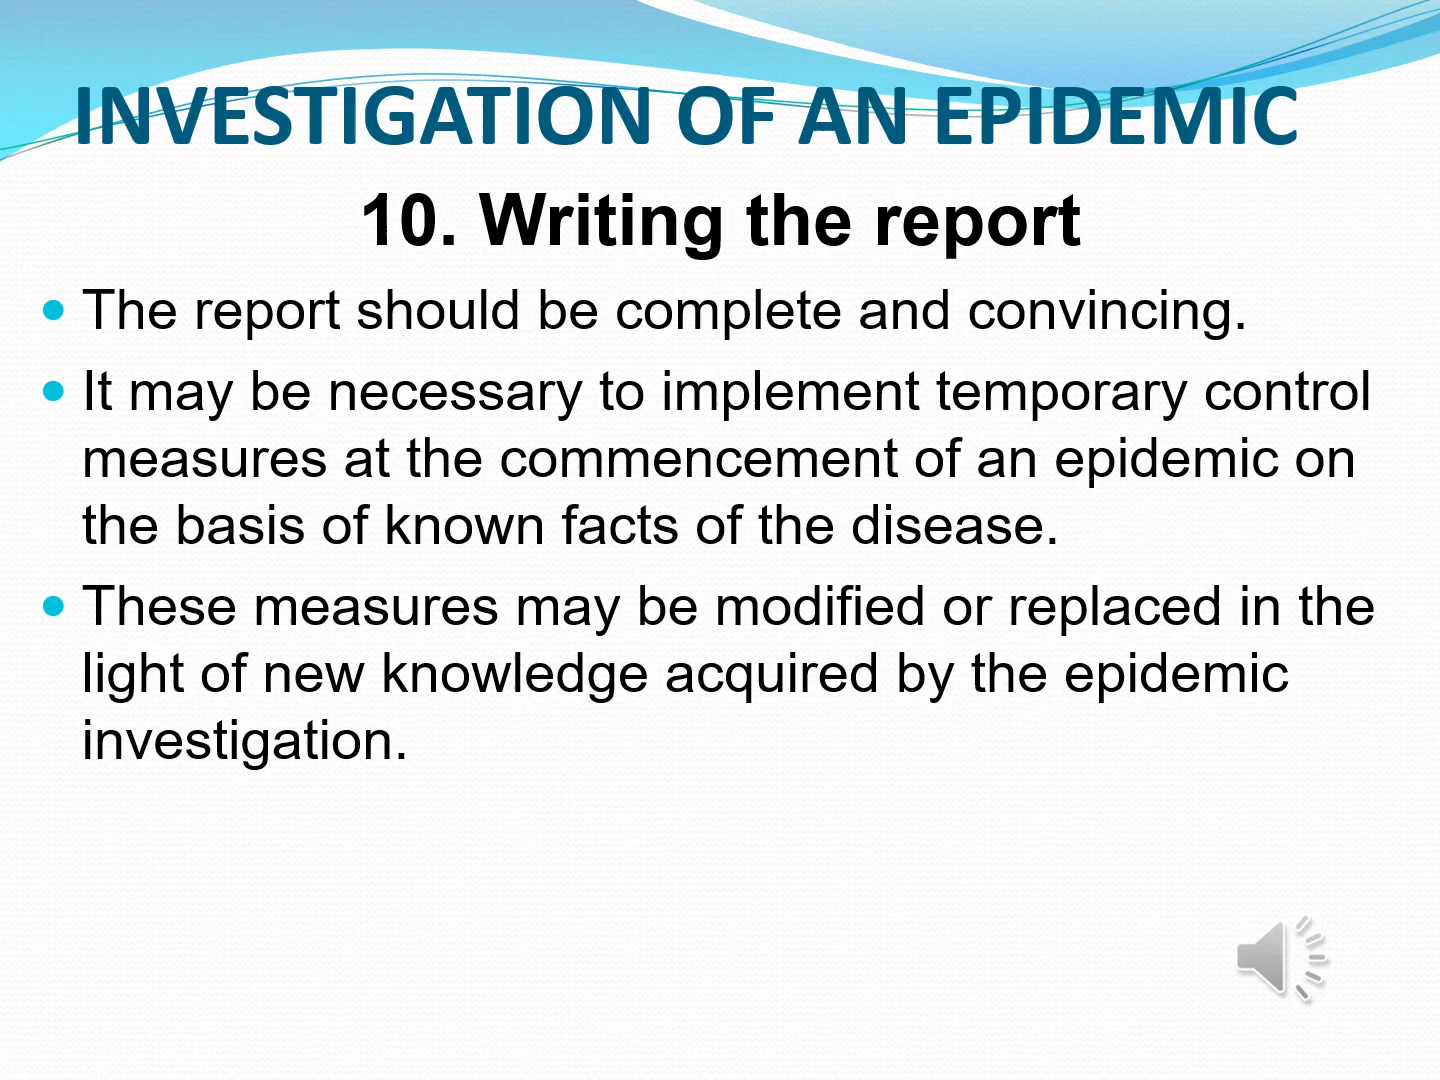 INVESTIGATION OF AN EPIDEMIC
10. Writing the report
The report should be complete and convincing.
It may be necessary to implement temporary control
measures at the commencement of an epidemic on
the basis of known facts of the disease.
These measures may be modified or replaced in the
light of new knowledge acquired by the epidemic
investigation.